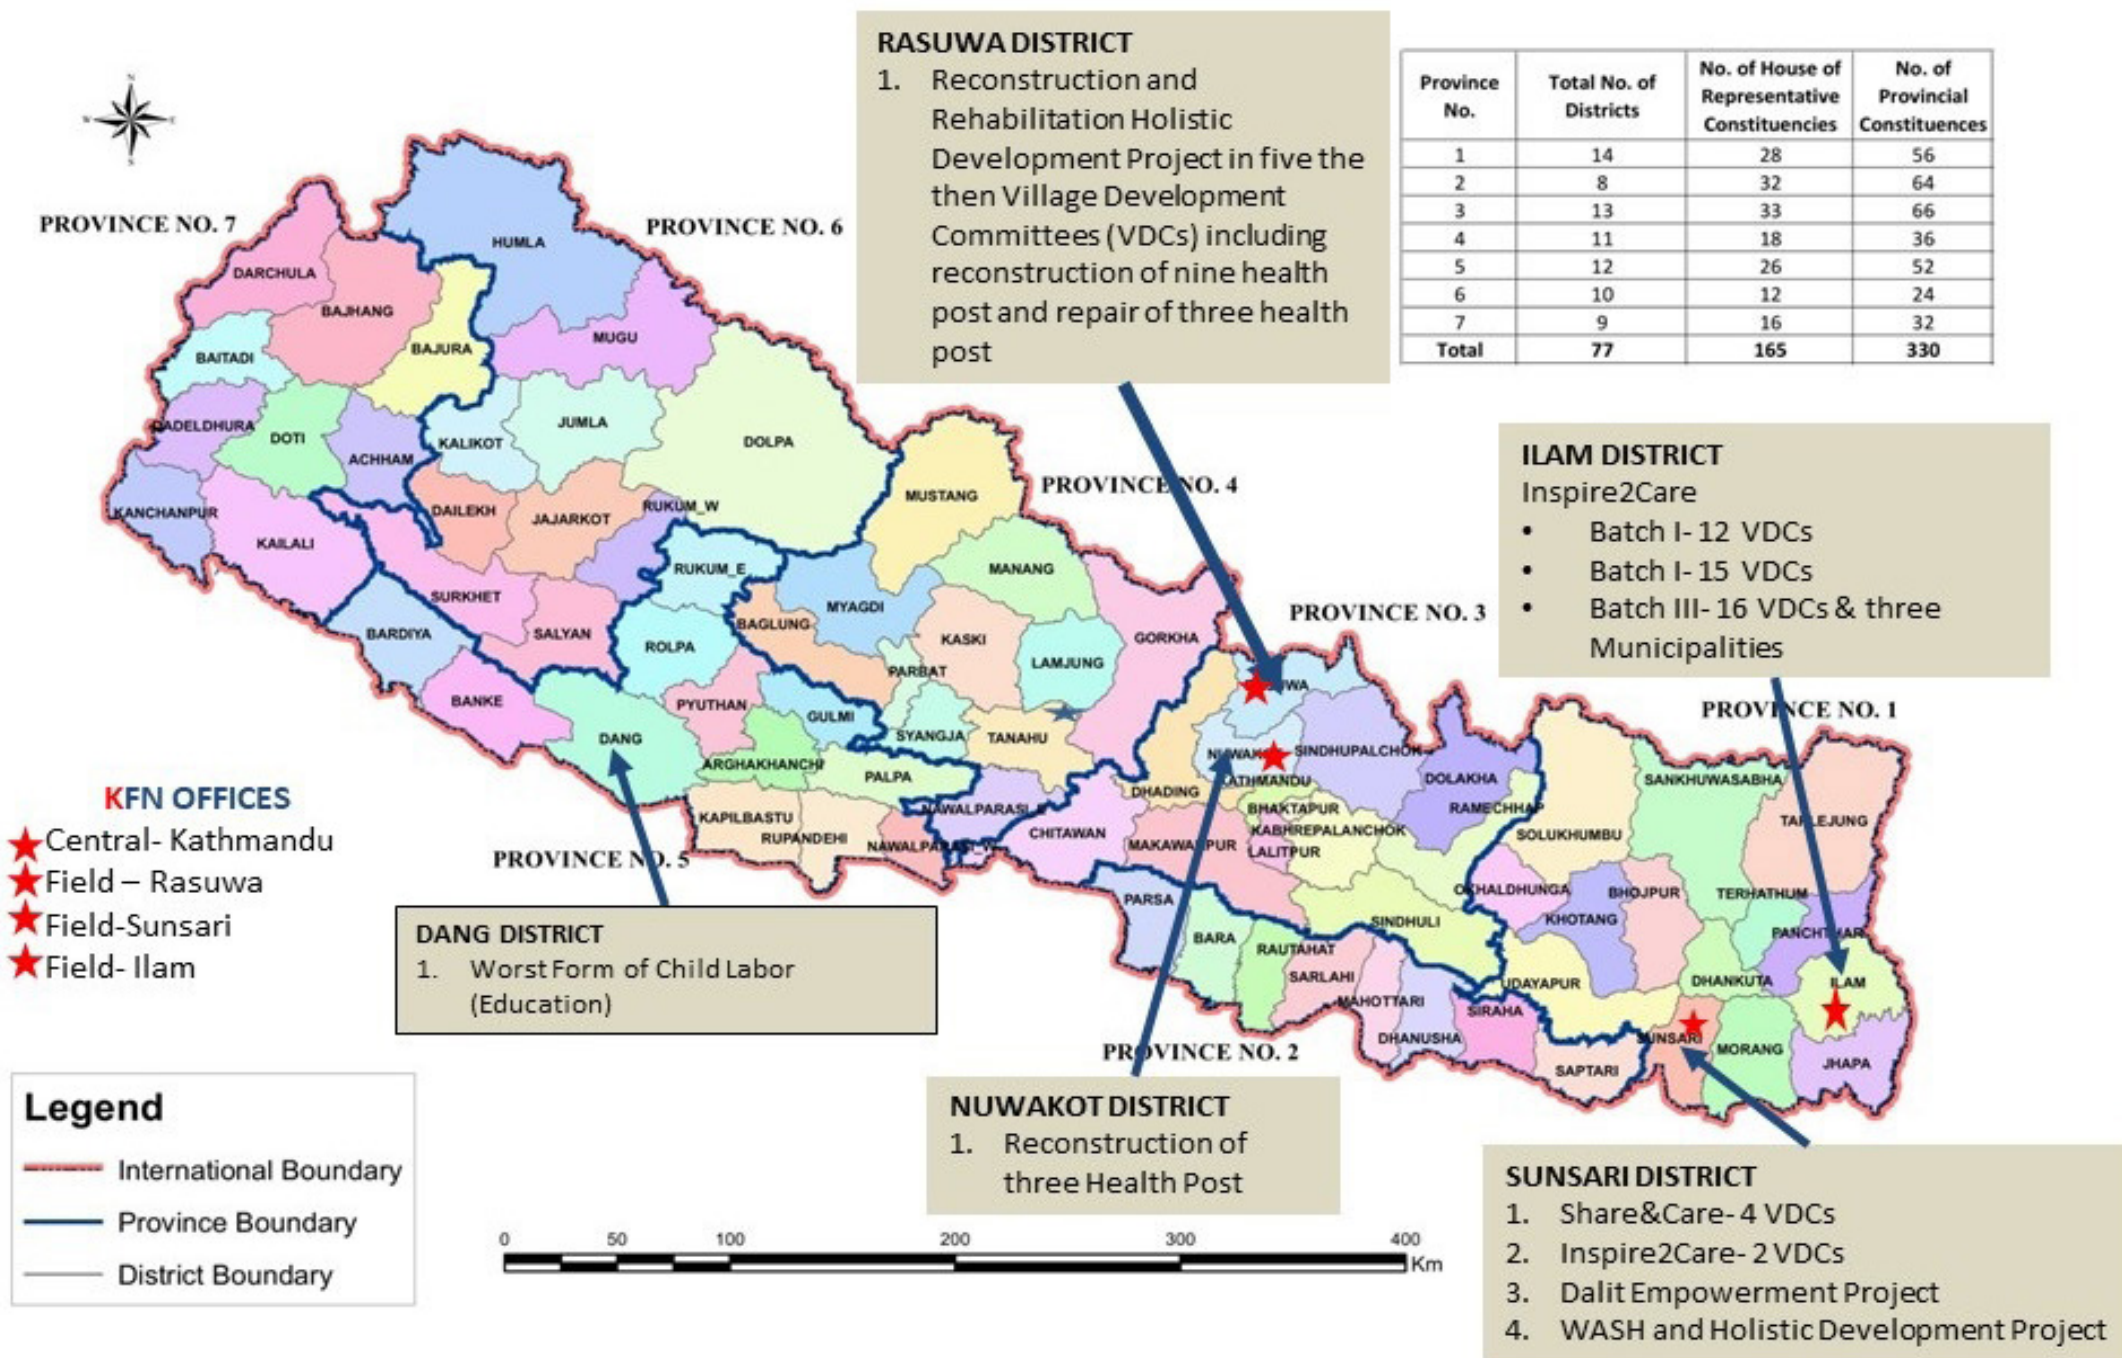 RASUWA DISTRICT
1. Reconstruction and
Rehabilitation Holistic
Development Project in five the
then Village Development
Committees (VDCs) including
reconstruction of nine health
post and repair of three health
post
Province No. Total No. of Districts No. of House of Representative Constituencies No. of Provincial Constituences
1 14 28 56
2 8 32 64
3 13 33 66
4 11 18 36
5 12 26 52
6 10 12 24
7 9 16 32
Total 77 165 330
N
W E
S
PROVINCE NO. 7
PROVINCE NO. 6
PROVINCE NO. 4
PROVINCE NO. 3
PROVINCE NO. 1
PROVINCE NO. 5
PROVINCE NO. 2
HUMLA
DARCHULA
BAJHANG
BAJURA
MUGU
BAITADI
DADELDHURA
DOTI
ACHHAM
KALIKOT
JUMLA
DOLPA
KANCHANPUR
KAILALI
DAILEKH
JAJARKOT
RUKUM_W
MUSTANG
RUKUM_E
MANANG
SURKHET
SALYAN
BARDIYA
ROLPA
BAGLUNG
MYAGDI
KASKI
PARBAT
LAMJUNG
GORKHA
BANKE
DANG
PYUTHAN
GULMI
SYANGJA
TANAHU
ARGHAKHANCHI
PALPA
KAPILBASTU
RUPANDEHI
NAWALPARASI_E
CHITAWAN
DHADING
SINDHUPALCHOK
KATHMANDU
BHAKTAPUR
KABHREPALANCHOK
LALITPUR
DOLAKHA
RAMECHHAP
SOLUKHUMBU
SANKHUWASABHA
TAPLEJUNG
MAKAWANPUR
PARSA
BARA
RAUTAHAT
SARLAHI
MAHOTTARI
DHANUSHA
SINDHULI
SIRAHA
SAPTARI
UDAYAPUR
OKHALDHUNGA
KHOTANG
BHOJPUR
TERHATHUM
PANCHTHAR
DHANKUTA
ILAM
SUNSARI
MORANG
JHAPA
ILAM DISTRICT
Inspire2Care
• Batch I- 12 VDCs
• Batch I- 15 VDCs
• Batch III- 16 VDCs & three
Municipalities
KFN OFFICES
Central- Kathmandu
Field – Rasuwa
Field-Sunsari
Field- Ilam
DANG DISTRICT
1. Worst Form of Child Labor
(Education)
NUWAKOT DISTRICT
1. Reconstruction of
three Health Post
SUNSARI DISTRICT
1. Share&Care- 4 VDCs
2. Inspire2Care- 2 VDCs
3. Dalit Empowerment Project
4. WASH and Holistic Development Project
Legend
International Boundary
Province Boundary
District Boundary
0 50 100 200 300 400
Km